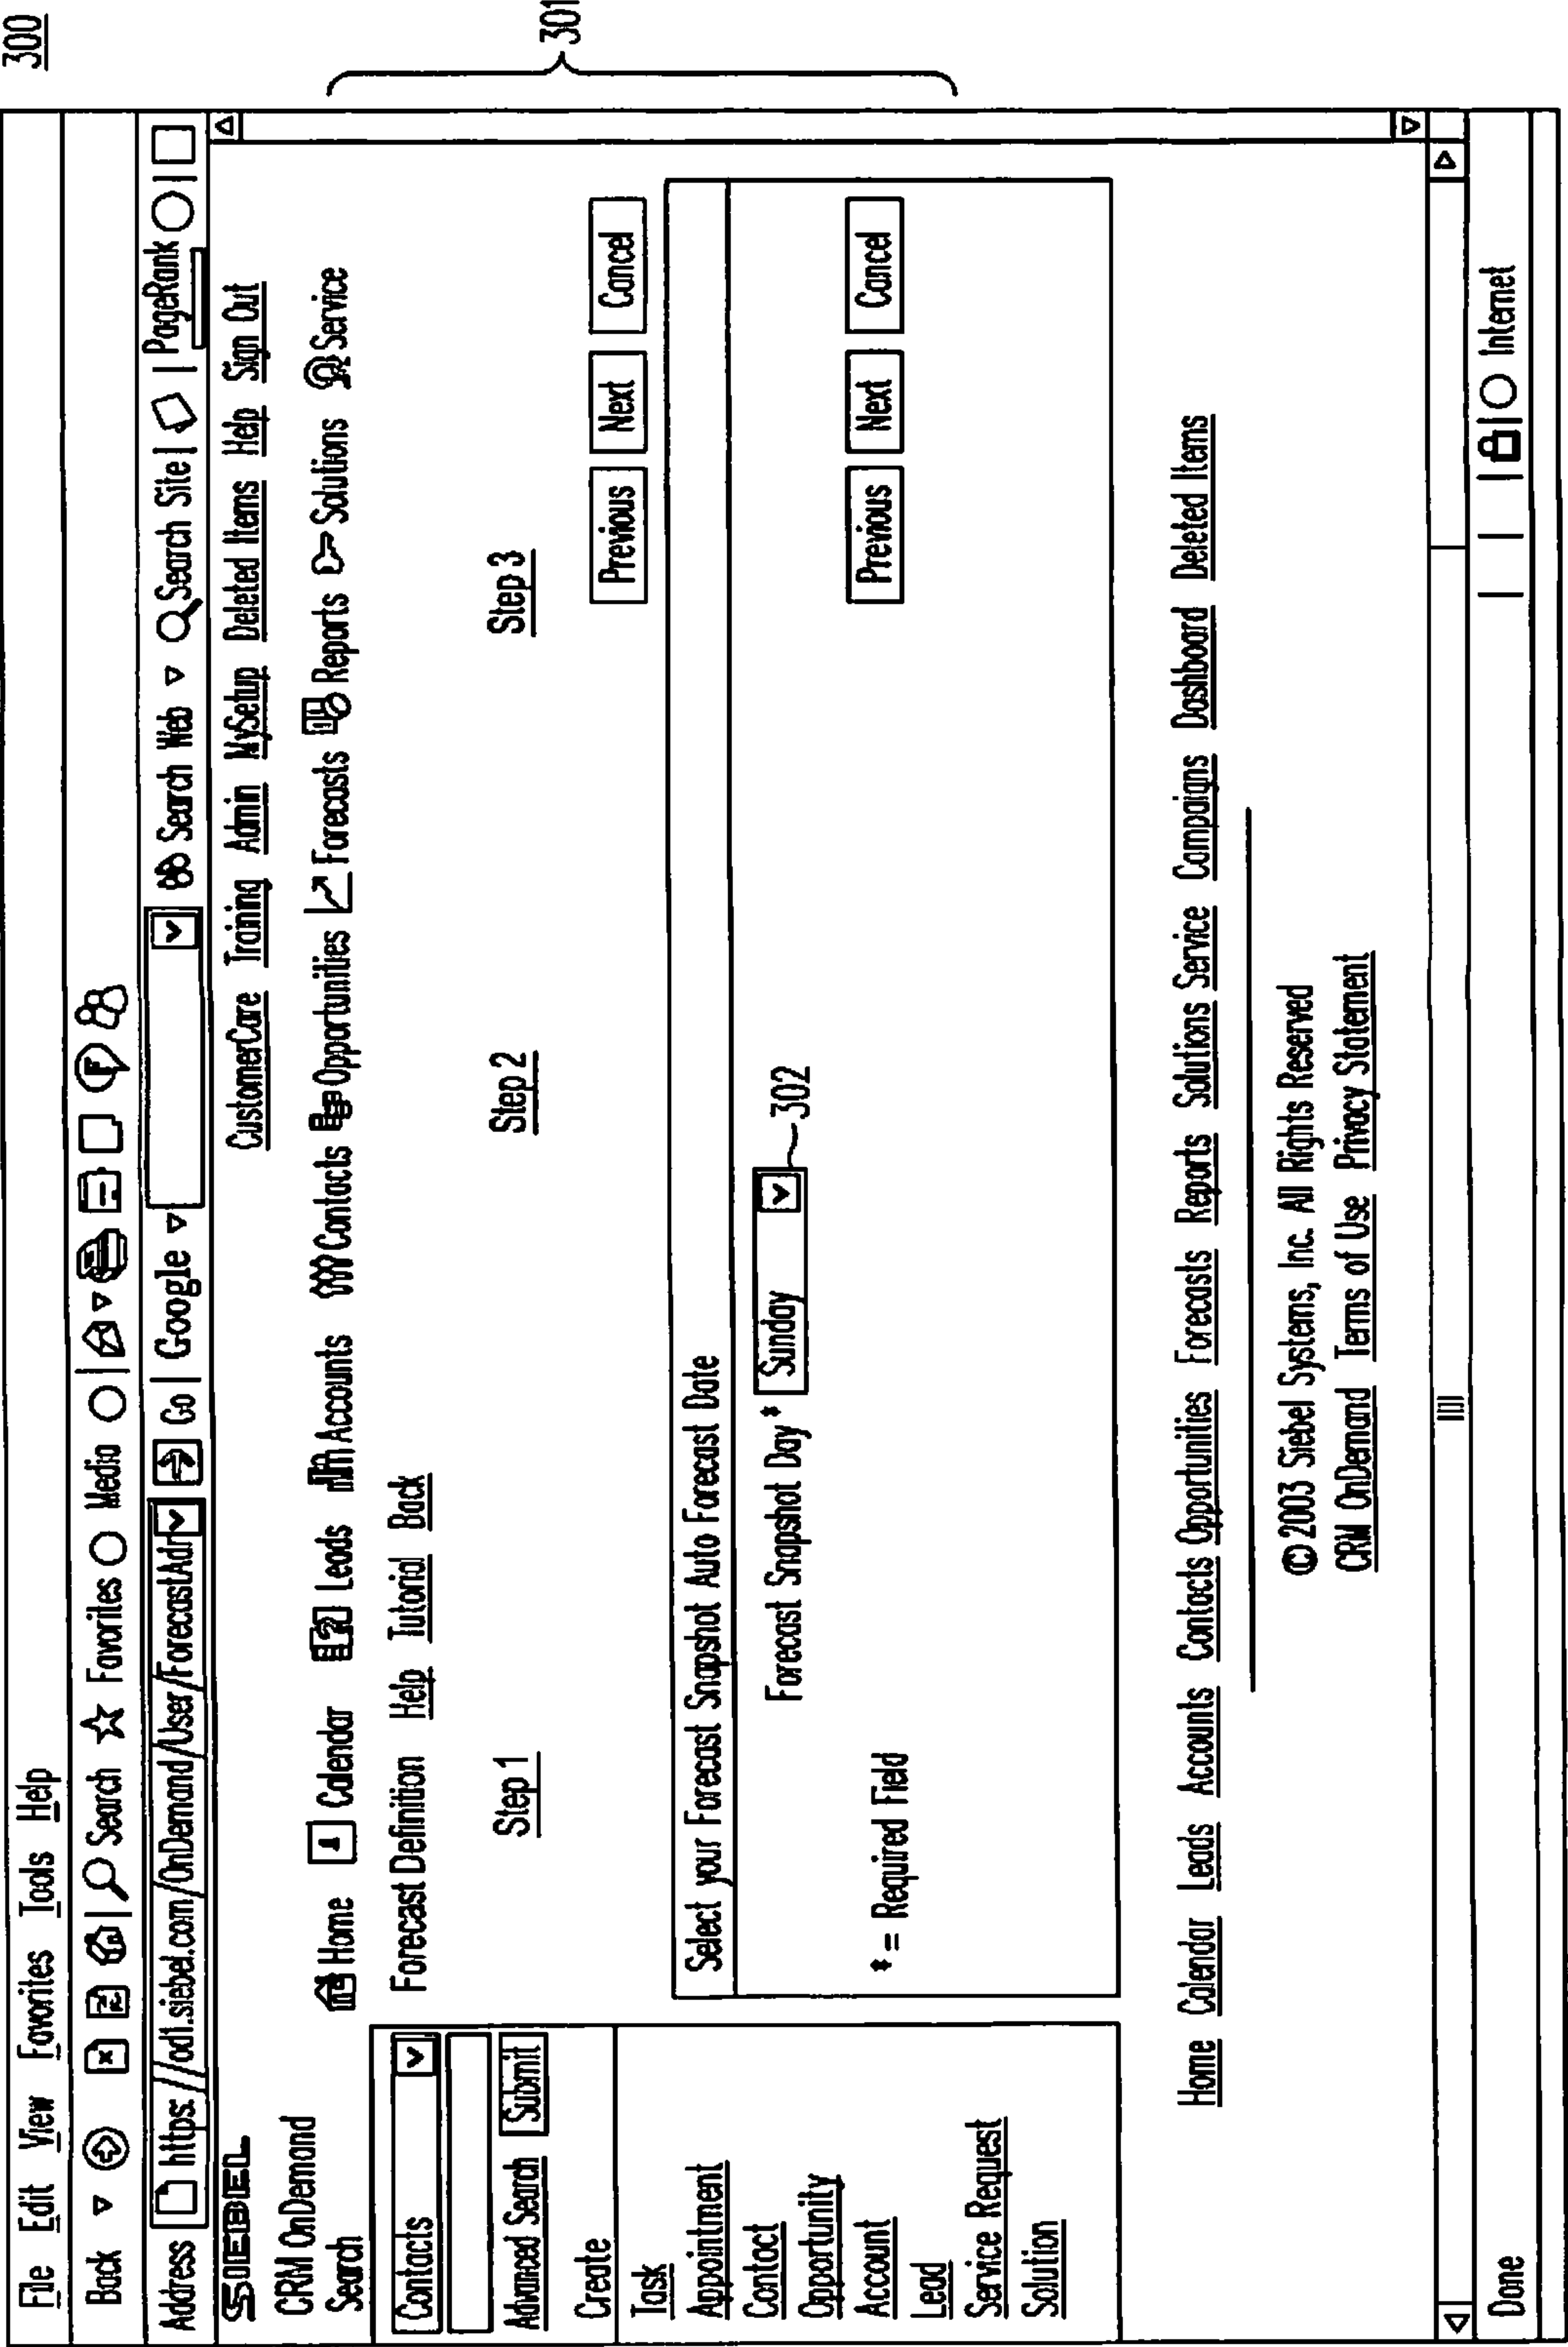 300
File Edit View Favorites Tools Help
Back Search Favorites Media
Address https://od1.siebel.com/OnDemand/User/ForecastAdr Go Google Search Web Search Site PageRank
SIEBEL CustomerCare Training Admin MySetup Deleted Items Help Sign Out
CRM OnDemand
Home Calendar Leads Accounts Contacts Opportunities Forecasts Reports Solutions Service
Search
Contacts
Advanced Search Submit
Create
Task
Appointment
Contact
Opportunity
Account
Lead
Service Request
Solution
Forecast Definition Help Tutorial Back
Step 1 Step 2 Step 3
Previous Next Cancel
Select your Forecast Snapshot Auto Forecast Date
Forecast Snapshot Day* Sunday 302
* = Required Field Previous Next Cancel
301
Home Calendar Leads Accounts Contacts Opportunities Forecasts Reports Solutions Service Campaigns Dashboard Deleted Items
© 2003 Siebel Systems, Inc. All Rights Reserved
CRM OnDemand Terms of Use Privacy Statement
Done Internet